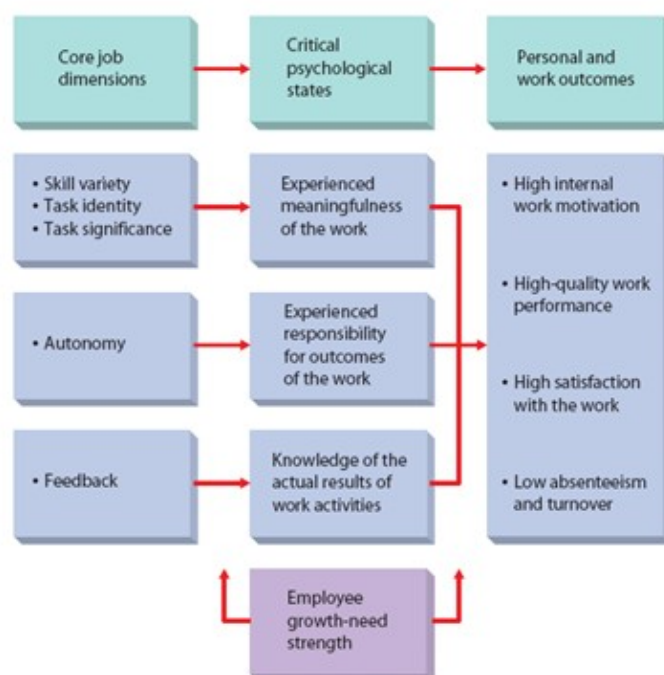 Core job
dimensions
Critical
psychological
states
Personal and
work outcomes
• Skill variety
• Task identity
• Task significance
Experienced
meaningfulness
of the work
• Autonomy
Experienced
responsibility
for outcomes
of the work
• Feedback
Knowledge of the
actual results of
work activities
• High internal
work motivation
• High-quality work
performance
• High satisfaction
with the work
• Low absenteeism
and turnover
Employee
growth-need
strength